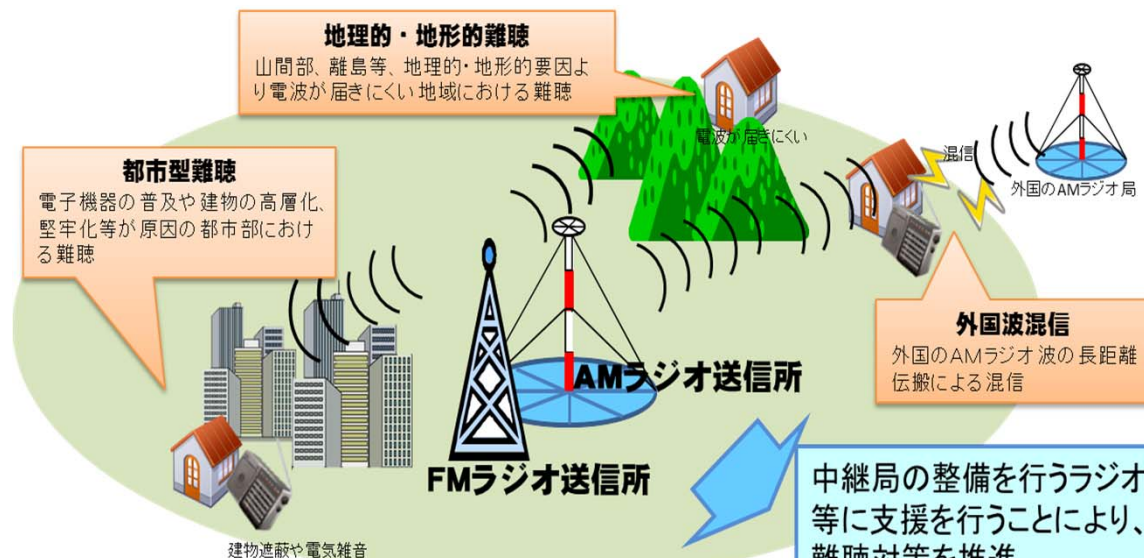 地理的・地形的難聴
山間部、離島等、地理的・地形的要因よ
り電波が届きにくい地域における難聴
電波が届きにくい
混信
外国のAMラジオ局
都市型難聴
電子機器の普及や建物の高層化、
堅牢化等が原因の都市部におけ
る難聴
外国波混信
外国のAMラジオ波の長距離
伝搬による混信
AMラジオ送信所
FMラジオ送信所
建物遮蔽や電気雑音
中継局の整備を行うラジオ
等に支援を行うことにより、
難聴対策を推進